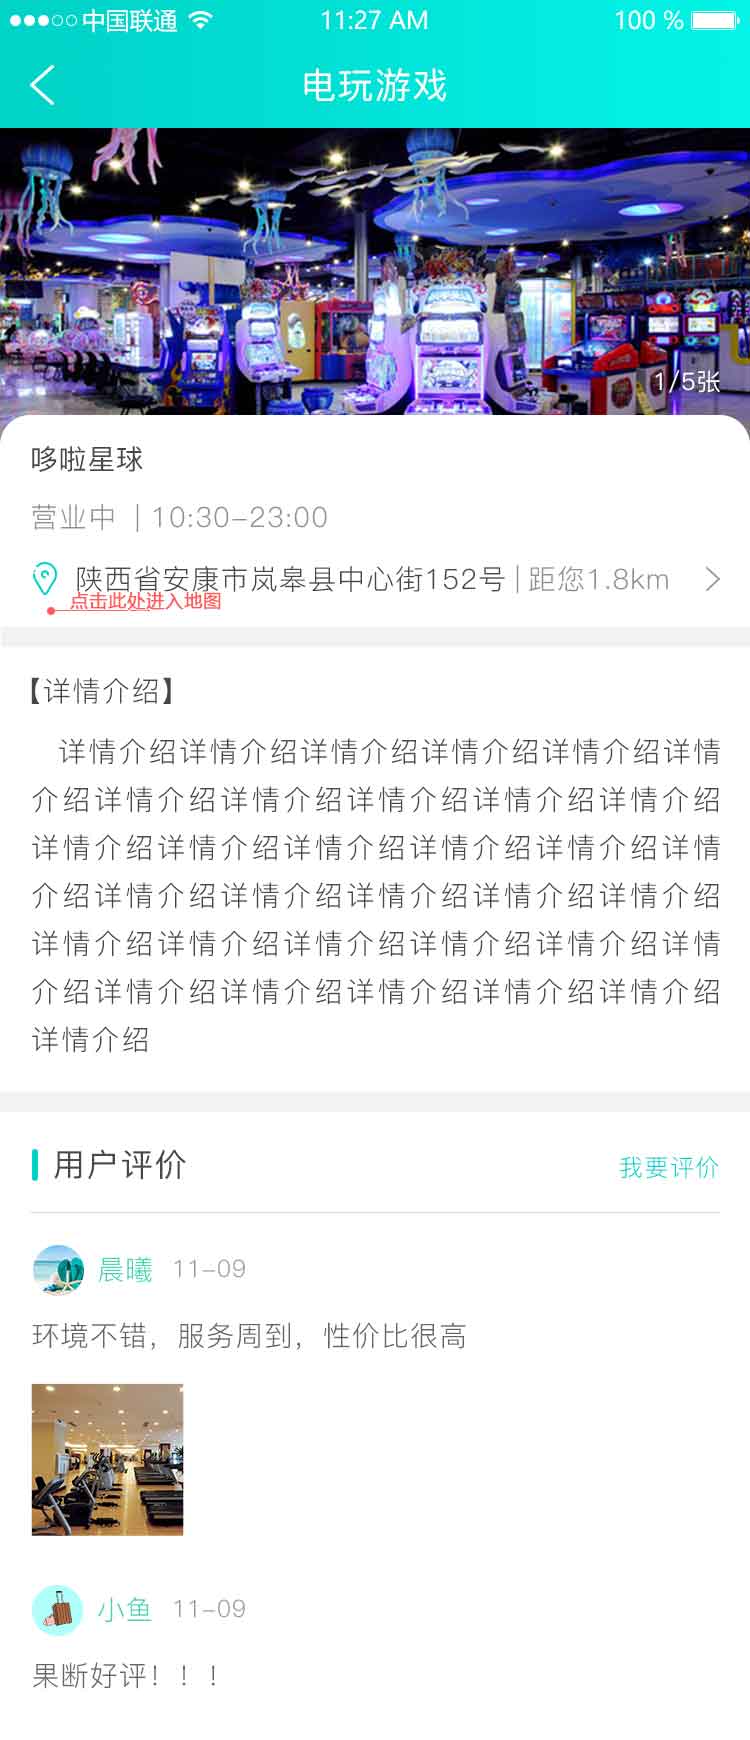 中国联通 11:27 AM 100 %
电玩游戏
1/5张
哆啦星球
营业中 | 10:30-23:00
陕西省安康市岚皋县中心街152号 | 距您1.8km
点击此处进入地图
【详情介绍】
详情介绍详情介绍详情介绍详情介绍详情介绍详情
介绍详情介绍详情介绍详情介绍详情介绍详情介绍
详情介绍详情介绍详情介绍详情介绍详情介绍详情
介绍详情介绍详情介绍详情介绍详情介绍详情介绍
详情介绍详情介绍详情介绍详情介绍详情介绍详情
介绍详情介绍详情介绍详情介绍详情介绍详情介绍
详情介绍
用户评价 我要评价
晨曦 11-09
环境不错，服务周到，性价比很高
小鱼 11-09
果断好评！！！